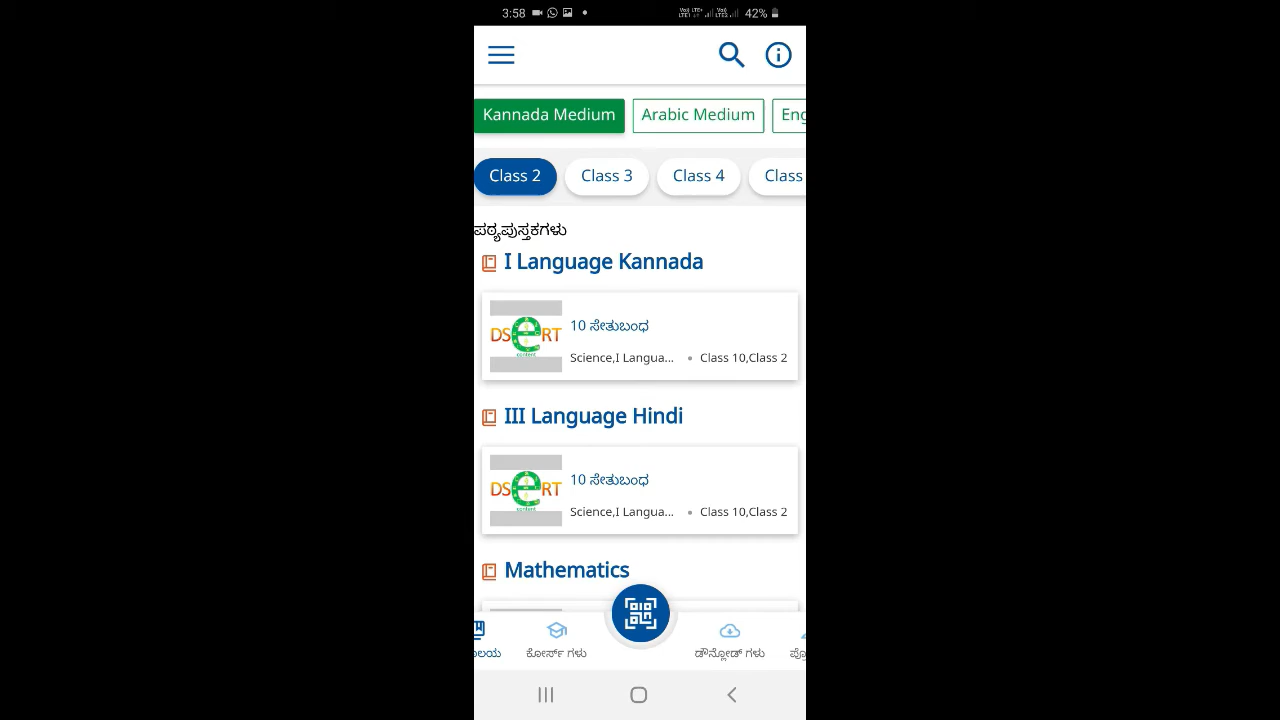 3:58 42%
Kannada Medium Arabic Medium Eng
Class 2 Class 3 Class 4 Class
ಪಠ್ಯಪುಸ್ತಕಗಳು
I Language Kannada
DSeRT
content
10 ಸೇತುಬಂಧ
Science,I Langua... • Class 10,Class 2
III Language Hindi
DSeRT
content
10 ಸೇತುಬಂಧ
Science,I Langua... • Class 10,Class 2
Mathematics
ಕೋರ್ಸ್ ಗಳು ಡೌನ್ಲೋಡ್ ಗಳು